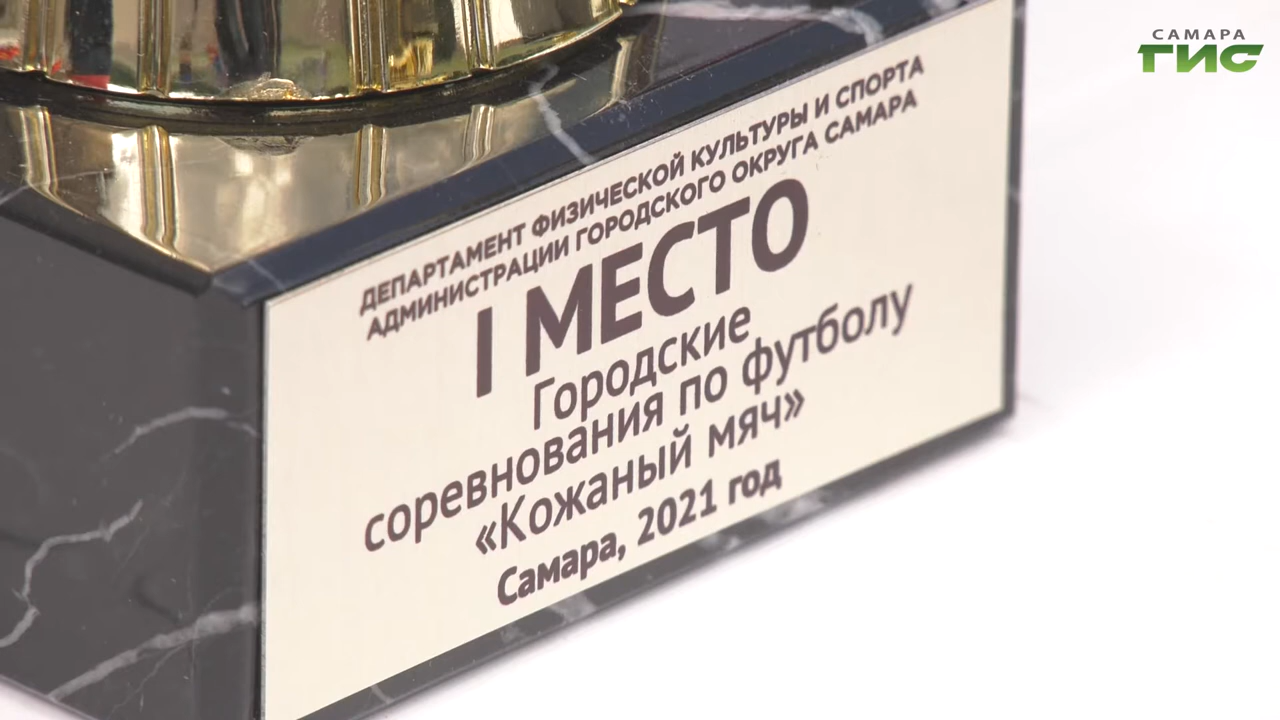 САМАРА
ГИС
ДЕПАРТАМЕНТ ФИЗИЧЕСКОЙ КУЛЬТУРЫ И СПОРТА
АДМИНИСТРАЦИИ ГОРОДСКОГО ОКРУГА САМАРА
I МЕСТО
Городские
соревнования по футболу
«Кожаный мяч»
Самара, 2021 год